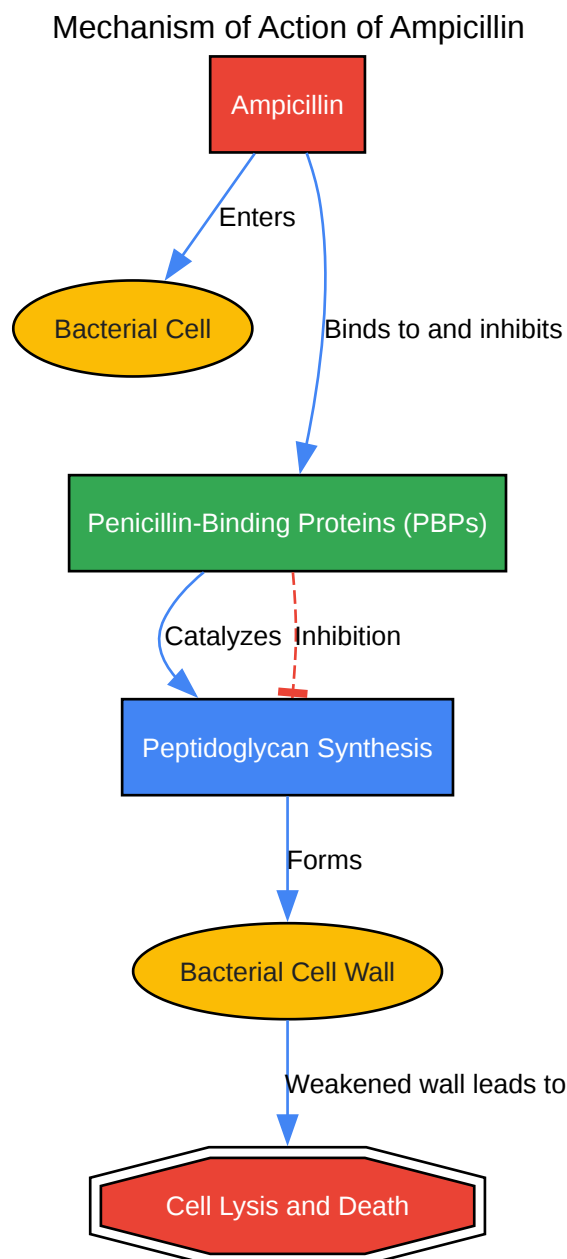 Mechanism of Action of Ampicillin
Ampicillin
Enters
Bacterial Cell
Binds to and inhibits
Penicillin-Binding Proteins (PBPs)
Catalyzes
Inhibition
Peptidoglycan Synthesis
Forms
Bacterial Cell Wall
Weakened wall leads to
Cell Lysis and Death